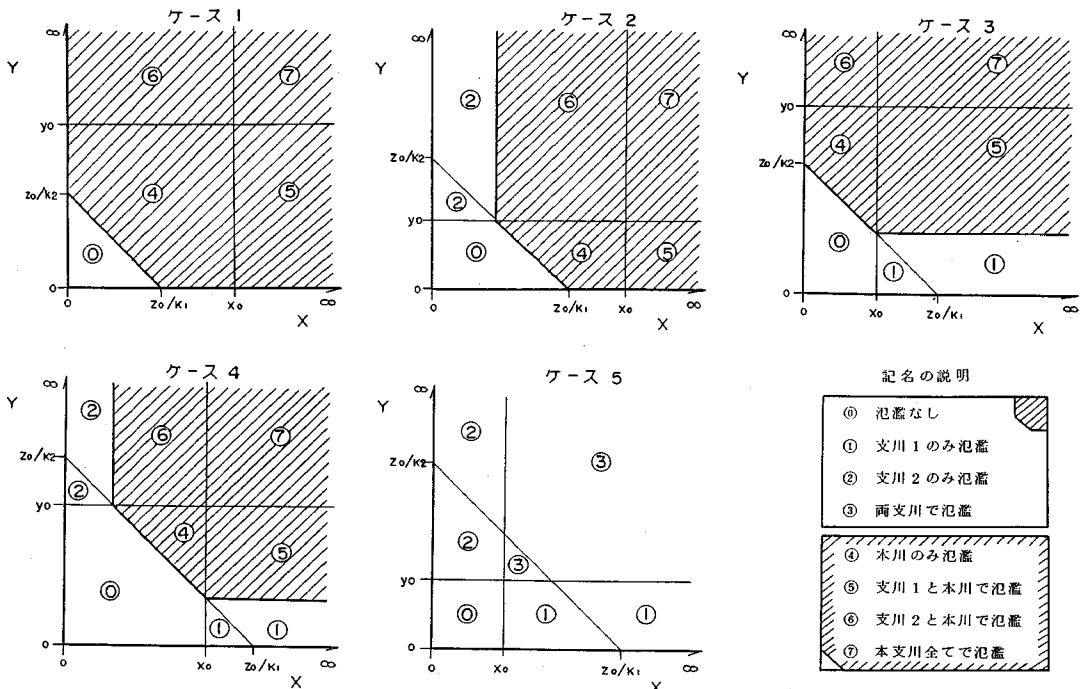 ケース 1
∞
Y
⑥
⑦
y0
z0/K2
④
⑤
⓪
0
0
z0/K1
x0
∞
X
ケース 2
∞
Y
②
⑥
⑦
z0/K2
②
y0
⓪
④
⑤
0
0
z0/K1
x0
∞
X
ケース 3
∞
Y
⑥
⑦
y0
④
⑤
z0/K2
⓪
①
①
0
0
x0
z0/K1
∞
X
ケース 4
∞
Y
②
⑥
⑦
z0/K2
②
y0
④
⑤
⓪
①
①
0
0
x0
z0/K1
∞
X
ケース 5
∞
Y
②
③
z0/K2
②
③
y0
⓪
①
①
0
0
x0
z0/K1
∞
X
記名の説明
⓪ 氾濫なし
① 支川1のみ氾濫
② 支川2のみ氾濫
③ 両支川で氾濫
④ 本川のみ氾濫
⑤ 支川1と本川で氾濫
⑥ 支川2と本川で氾濫
⑦ 本支川全てで氾濫